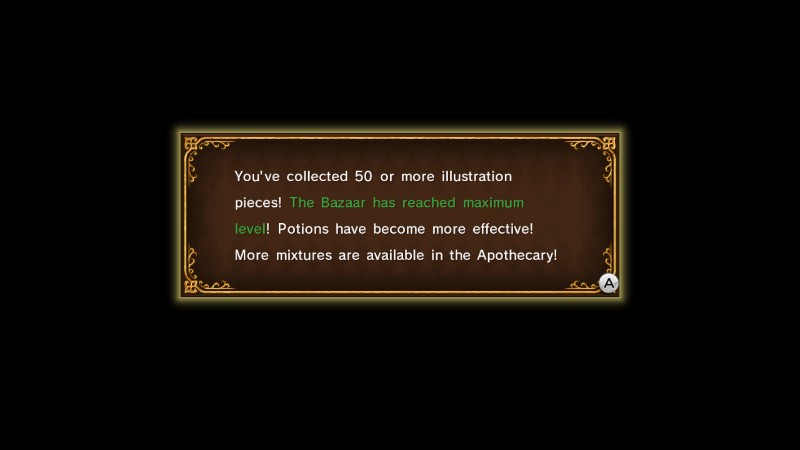 You've collected 50 or more illustration
pieces! The Bazaar has reached maximum
level! Potions have become more effective!
More mixtures are available in the Apothecary!
A